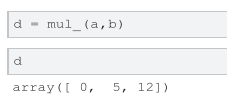 d = mul_(a,b)
d
array([ 0,  5, 12])